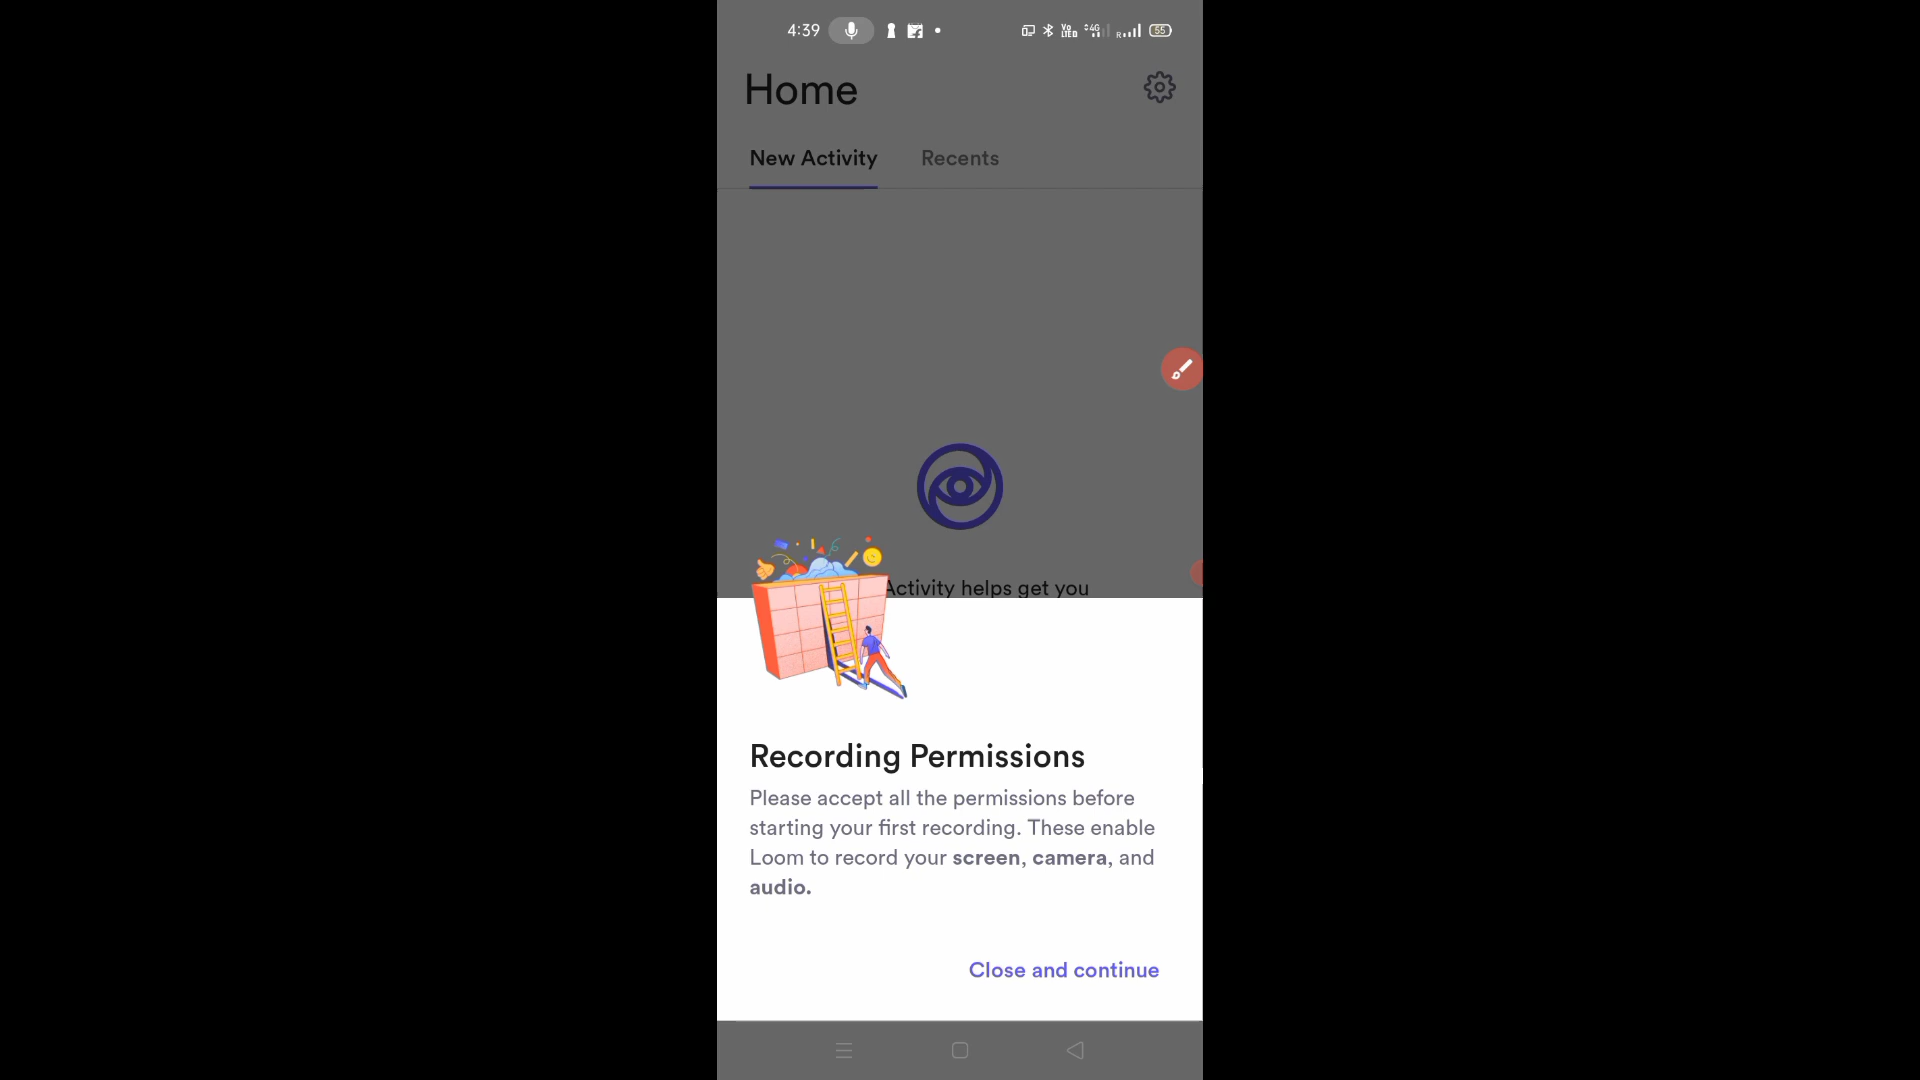 4:39
55
Home
New Activity Recents
Activity helps get you
Recording Permissions
Please accept all the permissions before
starting your first recording. These enable
Loom to record your screen, camera, and
audio.
Close and continue